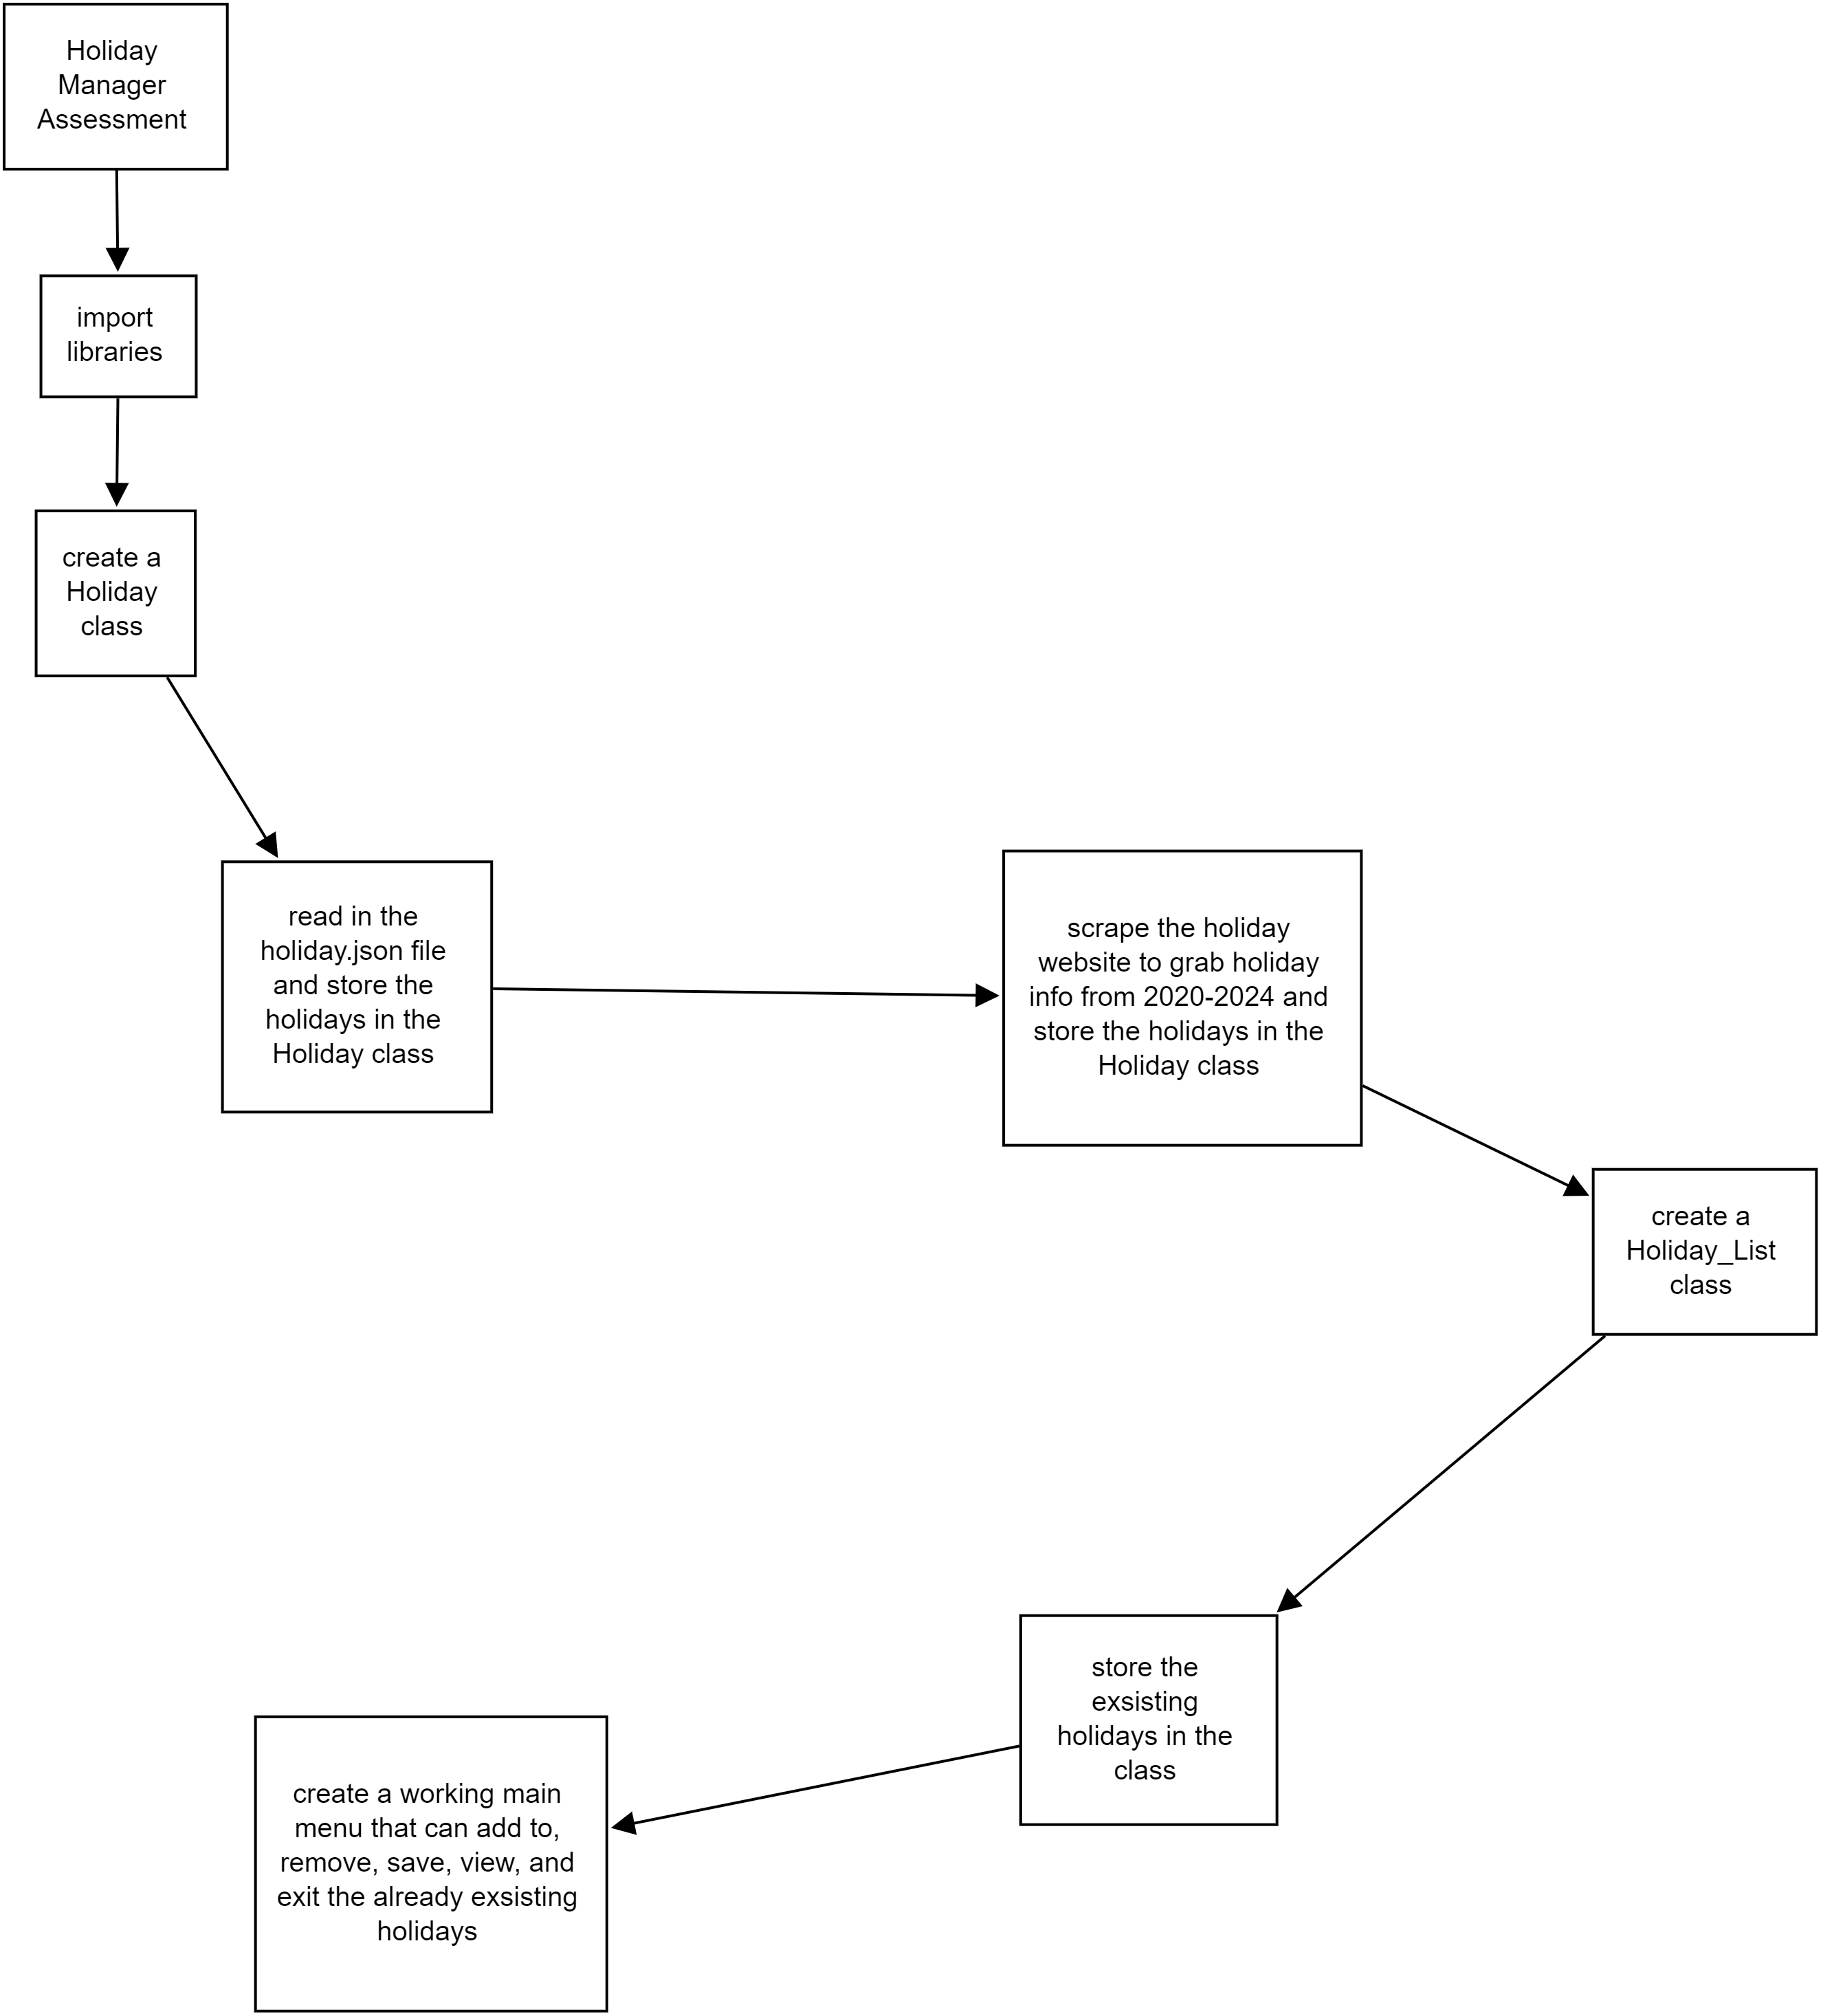 Holiday
Manager
Assessment
import
libraries
create a
Holiday
class
read in the
holiday.json file
and store the
holidays in the
Holiday class
scrape the holiday
website to grab holiday
info from 2020-2024 and
store the holidays in the
Holiday class
create a
Holiday_List
class
store the
exsisting
holidays in the
class
create a working main
menu that can add to,
remove, save, view, and
exit the already exsisting
holidays